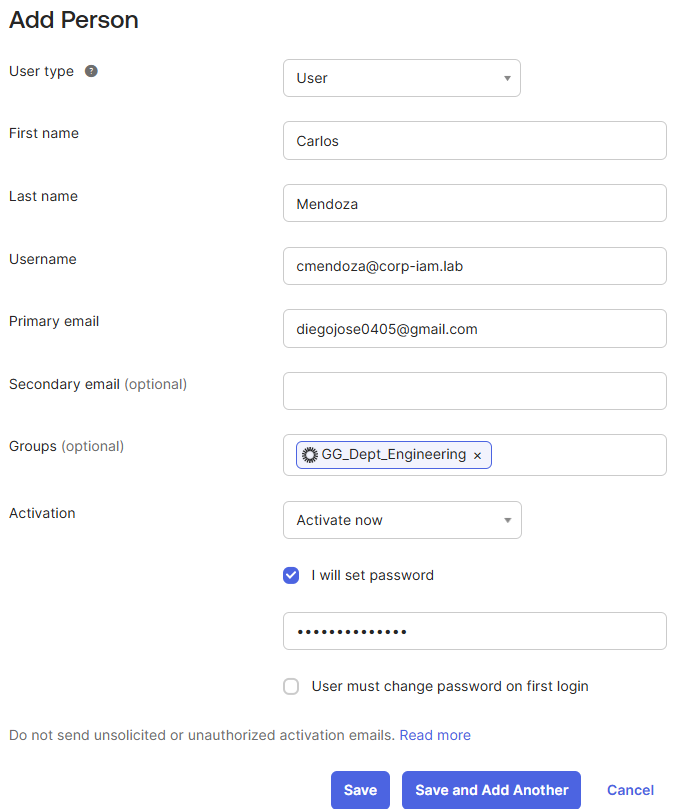 Add Person
User type ?
User
First name
Carlos
Last name
Mendoza
Username
cmendoza@corp-iam.lab
Primary email
diegojose0405@gmail.com
Secondary email (optional)
Groups (optional)
GG_Dept_Engineering ×
Activation
Activate now
I will set password
••••••••••••••
User must change password on first login
Do not send unsolicited or unauthorized activation emails. Read more
Save Save and Add Another Cancel